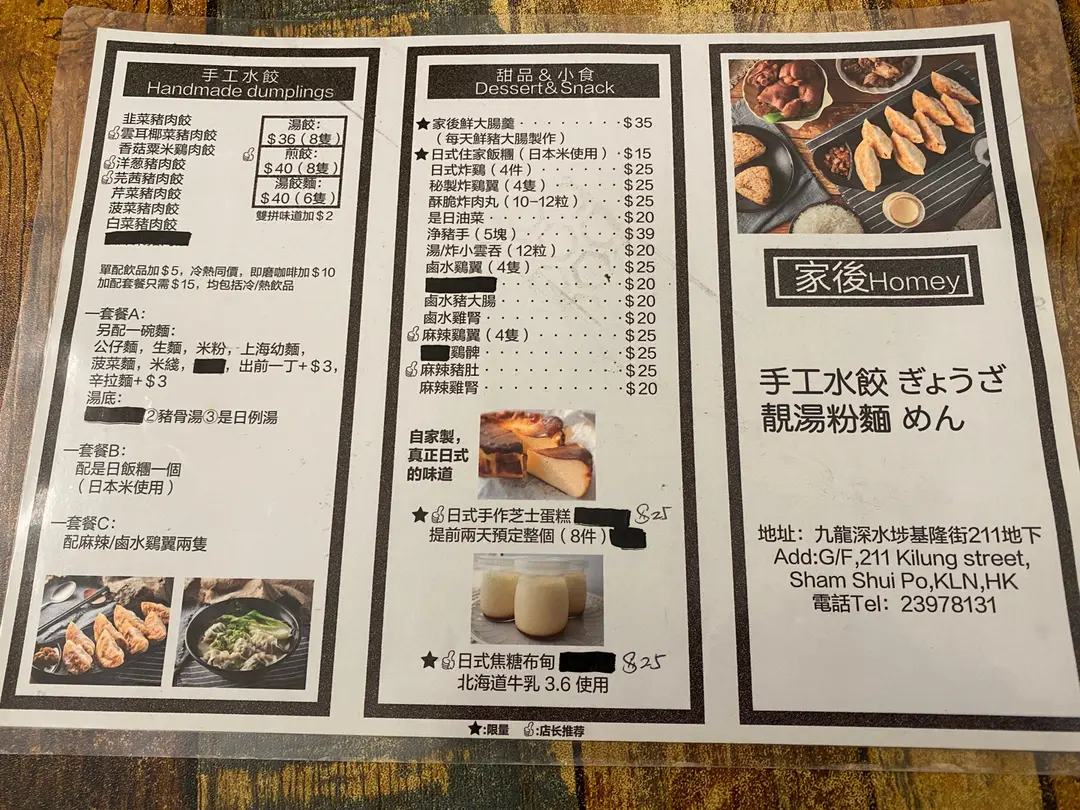 手工水餃
Handmade dumplings
韭菜豬肉餃
雲耳椰菜豬肉餃
香菇粟米鷄肉餃
洋葱豬肉餃
芫茜豬肉餃
芹菜豬肉餃
菠菜豬肉餃
白菜豬肉餃
湯餃：
$36（8隻）
煎餃：
$40（8隻）
湯餃麵：
$40（6隻）
雙拼味道加$2
單配飲品加$5，冷熱同價，即磨咖啡加$10
加配套餐只需$15，均包括冷/熱飲品
一套餐A：
另配一碗麵：
公仔麵，生麵，米粉，上海幼麵，
菠菜麵，米綫，，出前一丁+$3，
辛拉麵+$3
湯底：
②豬骨湯③是日例湯
一套餐B：
配是日飯糰一個
（日本米使用）
一套餐C：
配麻辣/鹵水鷄翼兩隻
甜品&小食
Dessert&Snack
★家後鮮大腸羹·······$35
（每天鮮豬大腸製作）
★日式住家飯糰（日本米使用）·$15
日式炸鷄（4件）·······$25
秘製炸鷄翼（4隻）······$25
酥脆炸肉丸（10-12粒）····$25
是日油菜··········$20
净豬手（5塊）········$39
湯/炸小雲吞（12粒）·····$20
鹵水鷄翼（4隻）·······$25
·········$20
鹵水豬大腸·········$20
鹵水雞腎··········$20
麻辣鷄翼（4隻）·······$25
鷄髀···········$25
麻辣豬肚··········$25
麻辣雞腎··········$20
自家製，
真正日式
的味道
★日式手作芝士蛋糕 $25
提前兩天預定整個（8件）
★日式焦糖布甸 $25
北海道牛乳 3.6 使用
★:限量 :店长推荐
家後Homey
手工水餃 ぎょうざ
靚湯粉麵 めん
地址：九龍深水埗基隆街211地下
Add:G/F,211 Kilung street,
Sham Shui Po,KLN,HK
電話Tel：23978131